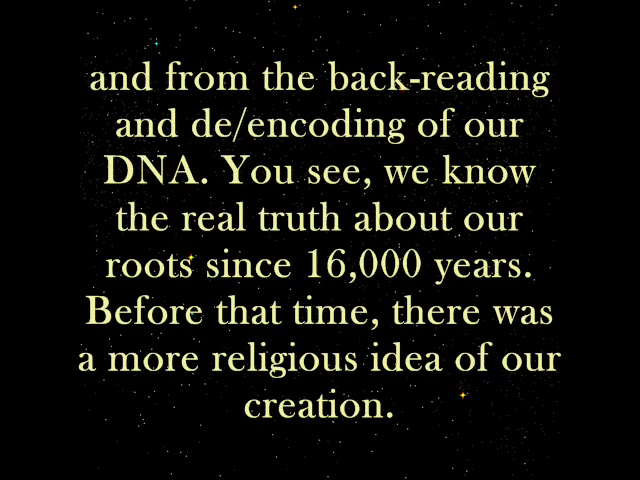 and from the back-reading
and de/encoding of our
DNA. You see, we know
the real truth about our
roots since 16,000 years.
Before that time, there was
a more religious idea of our
creation.